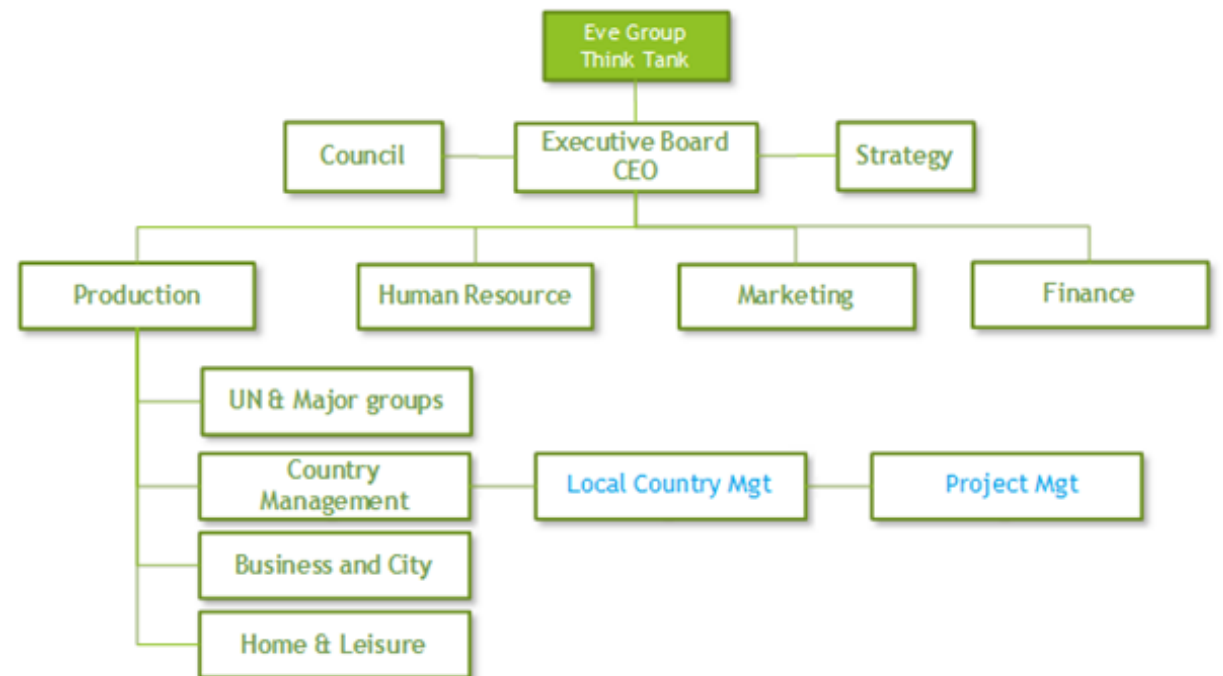 Eve Group
Think Tank
Council
Executive Board
CEO
Strategy
Production
Human Resource
Marketing
Finance
UN & Major groups
Country
Management
Local Country Mgt
Project Mgt
Business and City
Home & Leisure